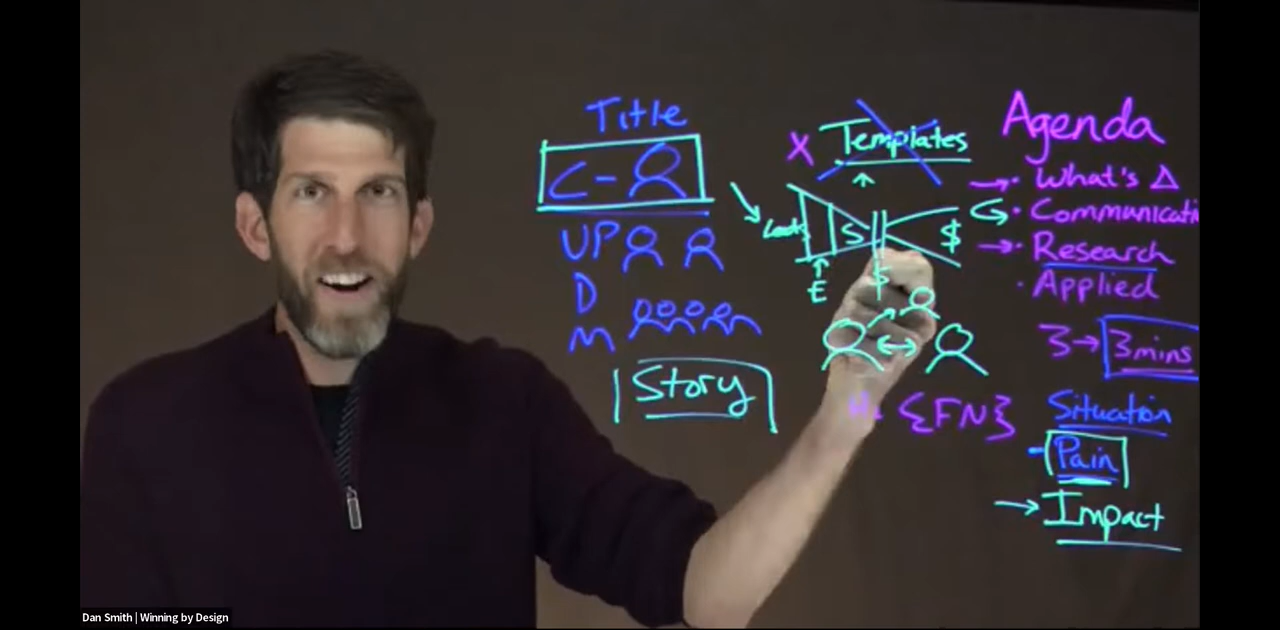 Title
C-
VP
D
M
Story
X Templates
Leads
S
$
E
$
{FN}
Agenda
· What's Δ
· Communicati
· Research
· Applied
3 → 3mins
Situation
- Pain
→ Impact
Dan Smith | Winning by Design